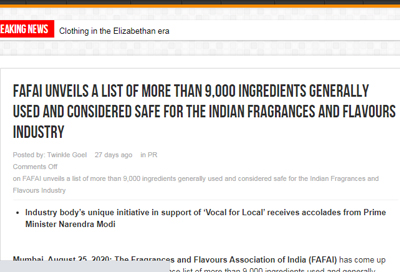 EAKING NEWS
Clothing in the Elizabethan era
FAFAI UNVEILS A LIST OF MORE THAN 9,000 INGREDIENTS GENERALLY
USED AND CONSIDERED SAFE FOR THE INDIAN FRAGRANCES AND FLAVOURS
INDUSTRY
Posted by: Twinkle Goel 27 days ago in PR
Comments Off
on FAFAI unveils a list of more than 9,000 ingredients generally used and considered safe for the Indian Fragrances and
Flavours Industry
• Industry body's unique initiative in support of 'Vocal for Local' receives accolades from Prime
Minister Narendra Modi
Mumbai, August 25, 2020: The Fragrances and Flavours Association of India (FAFAI) has come up
list of more than 9,000 ingredients used and generally